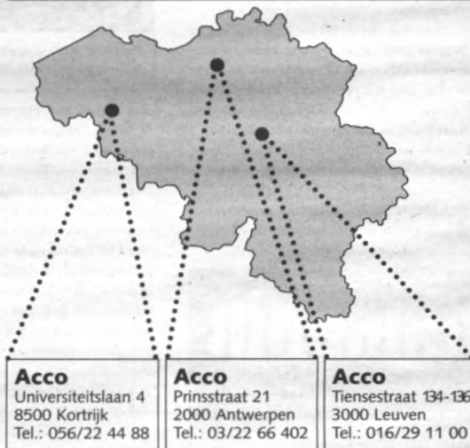 Acco
Universiteitslaan 4
8500 Kortrijk
Tel.: 056/22 44 88
Acco
Prinsstraat 21
2000 Antwerpen
Tel.: 03/22 66 402
Acco
Tiensestraat 134-136
3000 Leuven
Tel.: 016/29 11 00